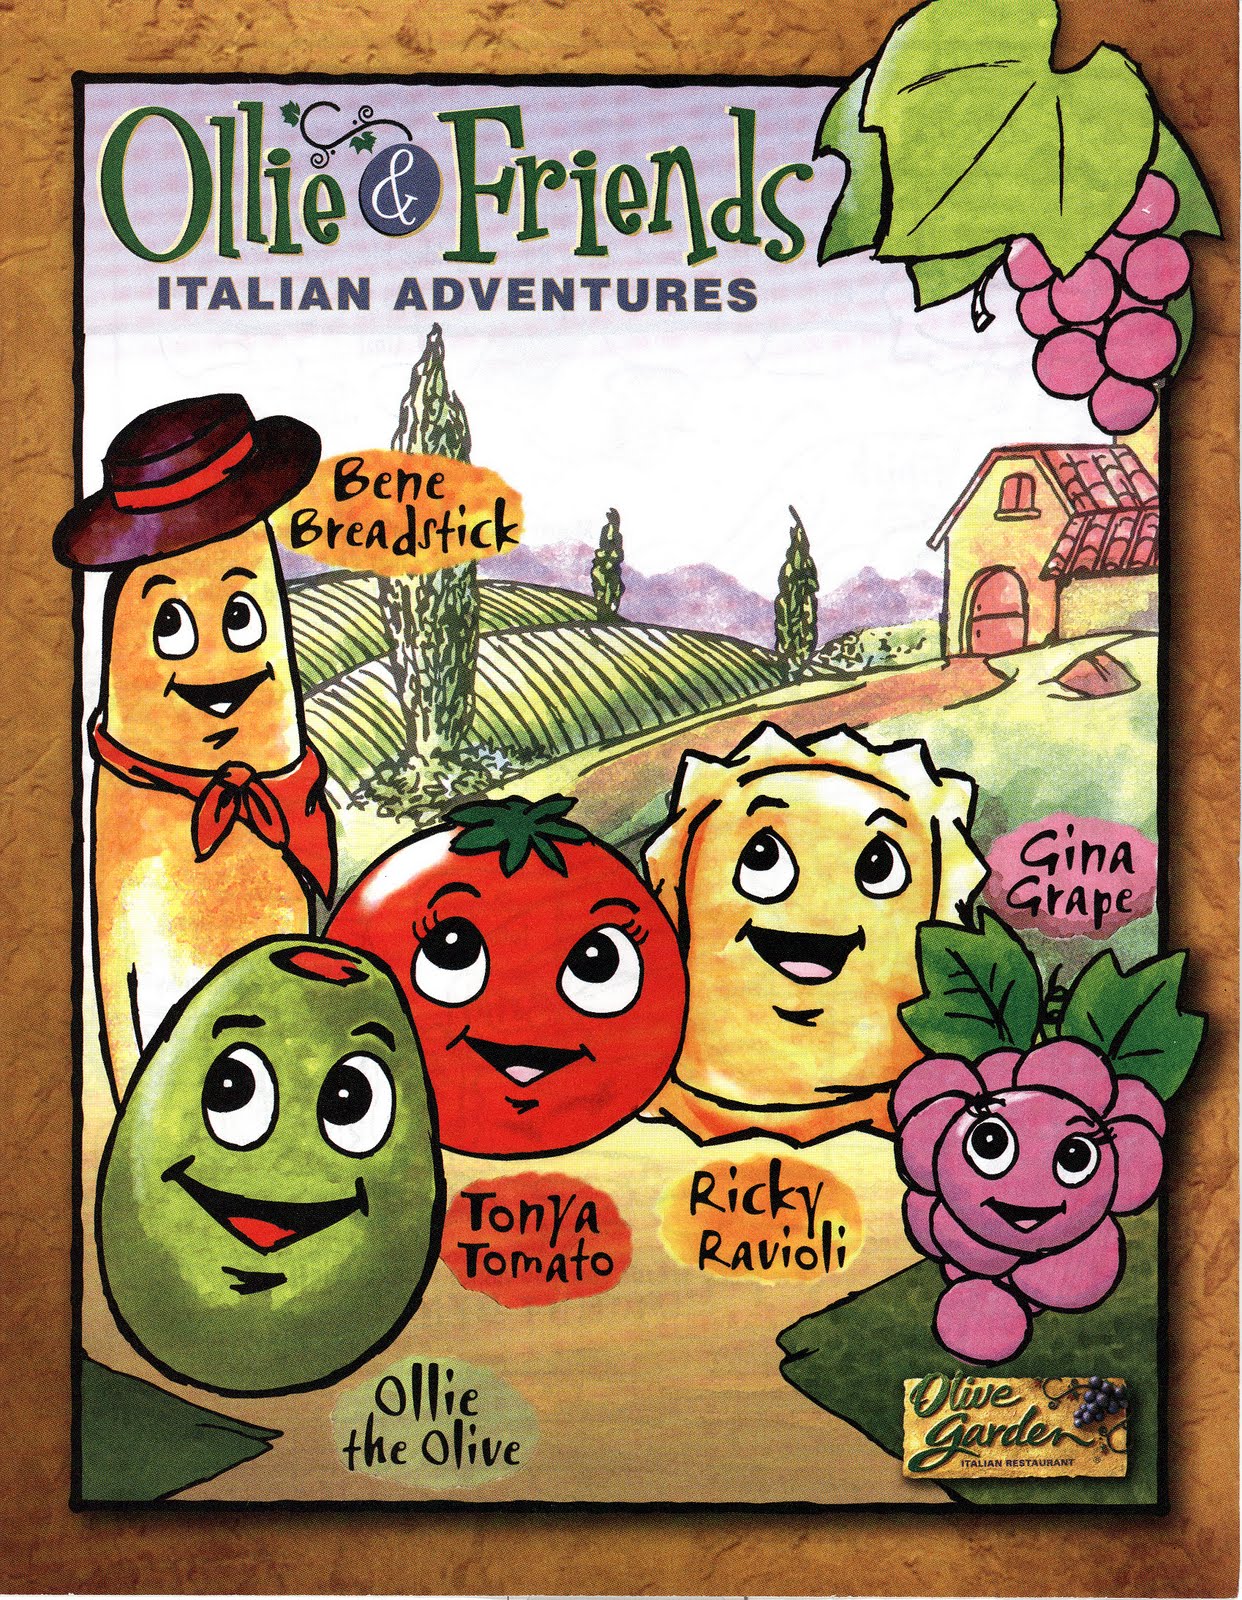 Ollie & Friends
ITALIAN ADVENTURES
Bene
Breadstick
Gina
Grape
Tonya
Tomato
Ricky
Ravioli
Ollie
the Olive
Olive
Garden
ITALIAN RESTAURANT ®